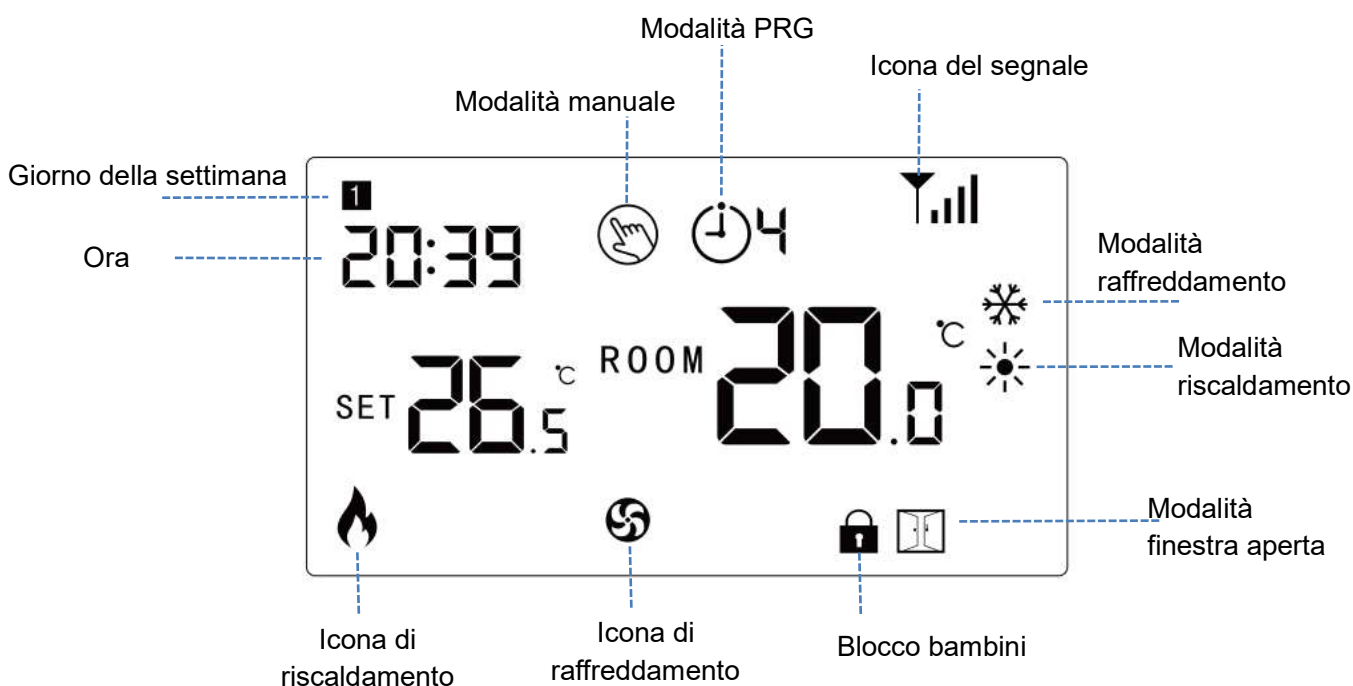 Modalità PRG
Icona del segnale
Modalità manuale
Giorno della settimana
1
20:39
4
Ora
Modalità
raffreddamento
ROOM
20.0
°C
SET
26.5
°C
Modalità
riscaldamento
Modalità
finestra aperta
Icona di
riscaldamento
Icona di
raffreddamento
Blocco bambini